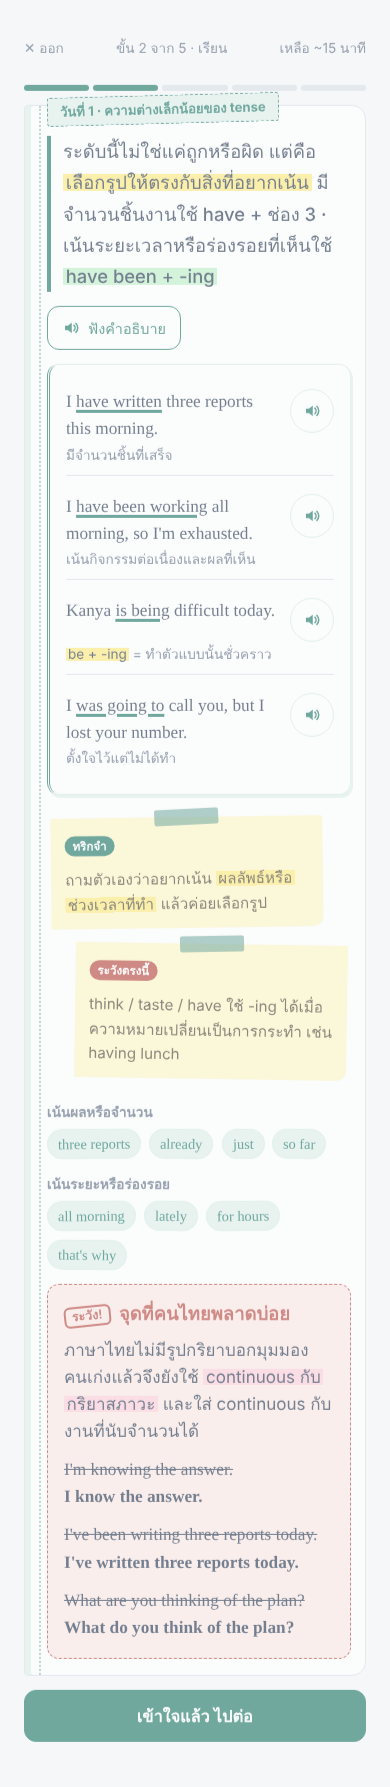 ✕ ออก
ขั้น 2 จาก 5 · เรียน
เหลือ ~15 นาที
วันที่ 1 · ความต่างเล็กน้อยของ tense
ระดับนี้ไม่ใช่แค่ถูกหรือผิด แต่คือ
เลือกรูปให้ตรงกับสิ่งที่อยากเน้น มี
จำนวนชิ้นงานใช้ have + ช่อง 3 ·
เน้นระยะเวลาหรือร่องรอยที่เห็นใช้
have been + -ing
ฟังคำอธิบาย
I have written three reports
this morning.
มีจำนวนชิ้นที่เสร็จ
I have been working all
morning, so I'm exhausted.
เน้นกิจกรรมต่อเนื่องและผลที่เห็น
Kanya is being difficult today.
be + -ing = ทำตัวแบบนั้นชั่วคราว
I was going to call you, but I
lost your number.
ตั้งใจไว้แต่ไม่ได้ทำ
ทริกจำ
ถามตัวเองว่าอยากเน้น ผลลัพธ์หรือ
ช่วงเวลาที่ทำ แล้วค่อยเลือกรูป
ระวังตรงนี้
think / taste / have ใช้ -ing ได้เมื่อ
ความหมายเปลี่ยนเป็นการกระทำ เช่น
having lunch
เน้นผลหรือจำนวน
three reports already just so far
เน้นระยะหรือร่องรอย
all morning lately for hours
that's why
ระวัง! จุดที่คนไทยพลาดบ่อย
ภาษาไทยไม่มีรูปกริยาบอกมุมมอง
คนเก่งแล้วจึงยังใช้ continuous กับ
กริยาสภาวะ และใส่ continuous กับ
งานที่นับจำนวนได้
I'm knowing the answer.
I know the answer.
I've been writing three reports today.
I've written three reports today.
What are you thinking of the plan?
What do you think of the plan?
เข้าใจแล้ว ไปต่อ